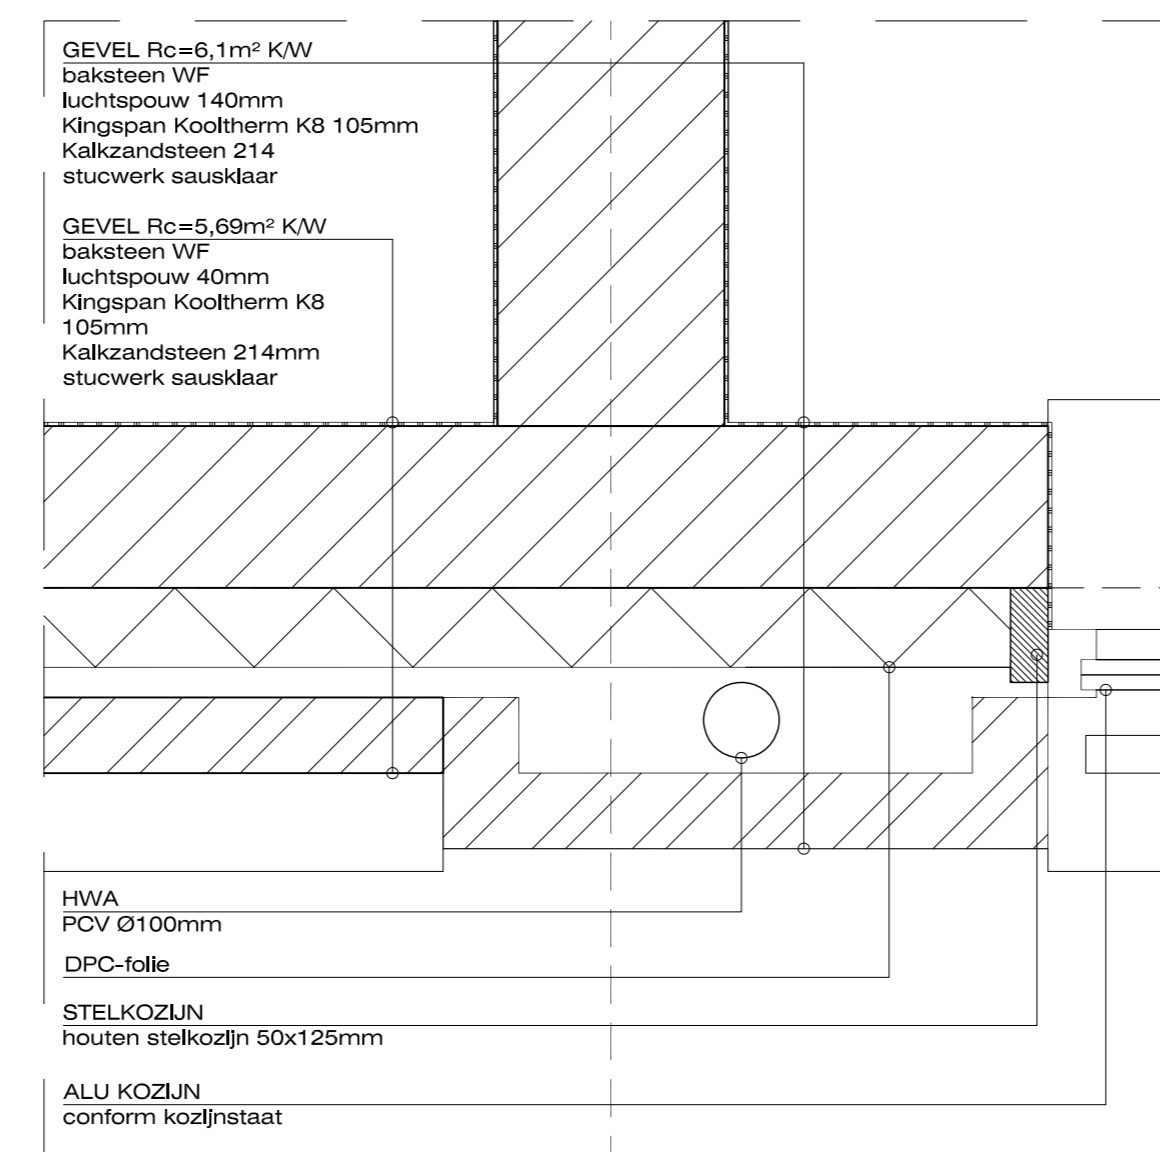 GEVEL Rc=6,1m² K/W
baksteen WF
luchtspouw 140mm
Kingspan Kooltherm K8 105mm
Kalkzandsteen 214
stucwerk sausklaar
GEVEL Rc=5,69m² K/W
baksteen WF
luchtspouw 40mm
Kingspan Kooltherm K8
105mm
Kalkzandsteen 214mm
stucwerk sausklaar
HWA
PCV Ø100mm
DPC-folie
STELKOZIJN
houten stelkozijn 50x125mm
ALU KOZIJN
conform kozijnstaat